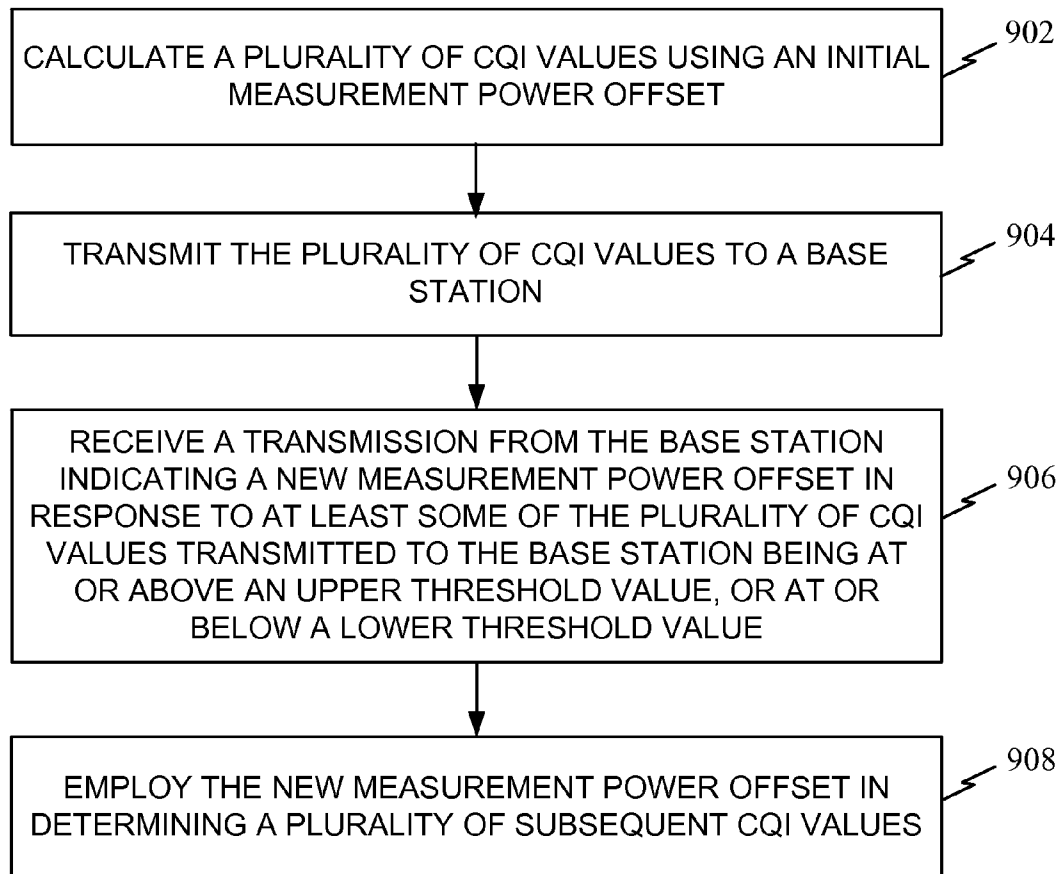 CALCULATE A PLURALITY OF CQI VALUES USING AN INITIAL
MEASUREMENT POWER OFFSET
902
TRANSMIT THE PLURALITY OF CQI VALUES TO A BASE
STATION
904
RECEIVE A TRANSMISSION FROM THE BASE STATION
INDICATING A NEW MEASUREMENT POWER OFFSET IN
RESPONSE TO AT LEAST SOME OF THE PLURALITY OF CQI
VALUES TRANSMITTED TO THE BASE STATION BEING AT
OR ABOVE AN UPPER THRESHOLD VALUE, OR AT OR
BELOW A LOWER THRESHOLD VALUE
906
EMPLOY THE NEW MEASUREMENT POWER OFFSET IN
DETERMINING A PLURALITY OF SUBSEQUENT CQI VALUES
908